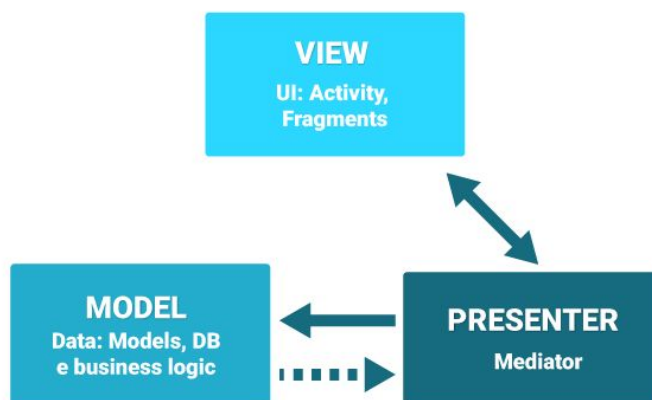 VIEW
UI: Activity,
Fragments
MODEL
Data: Models, DB
e business logic
PRESENTER
Mediator